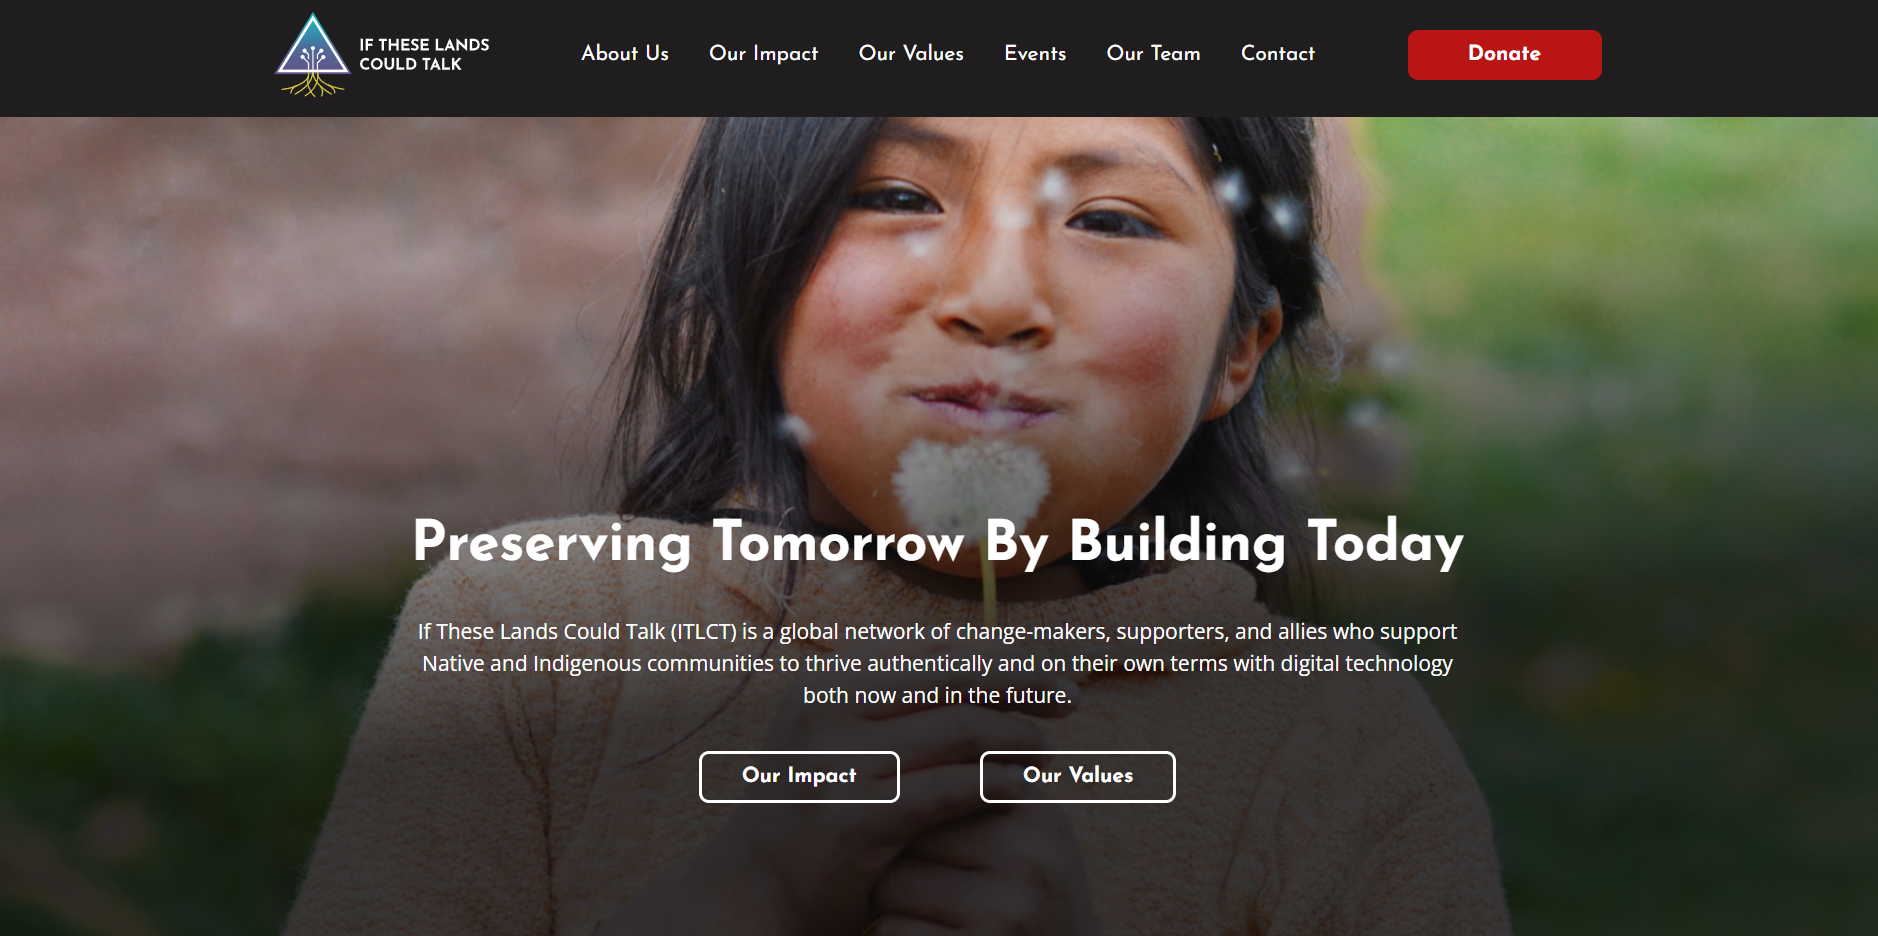 IF THESE LANDS
COULD TALK
About Us
Our Impact
Our Values
Events
Our Team
Contact
Donate
Preserving Tomorrow By Building Today
If These Lands Could Talk (ITLCT) is a global network of change-makers, supporters, and allies who support
Native and Indigenous communities to thrive authentically and on their own terms with digital technology
both now and in the future.
Our Impact
Our Values